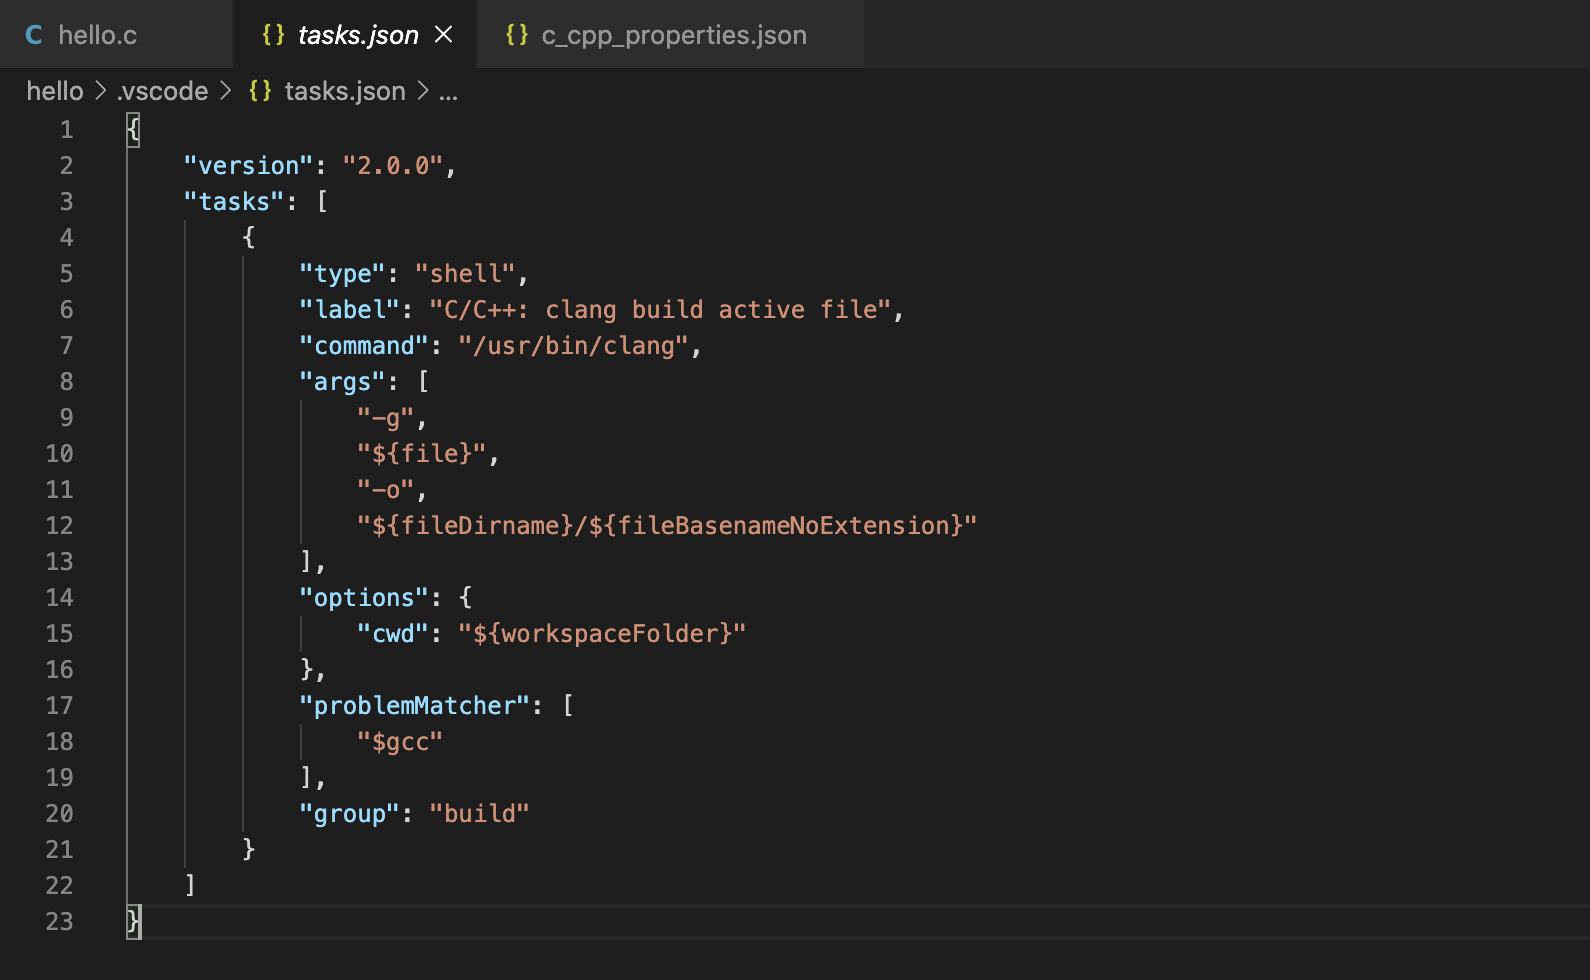 C hello.c {} tasks.json × {} c_cpp_properties.json
hello > .vscode > {} tasks.json > ...
1 {
2     "version": "2.0.0",
3     "tasks": [
4         {
5             "type": "shell",
6             "label": "C/C++: clang build active file",
7             "command": "/usr/bin/clang",
8             "args": [
9                 "-g",
10                 "${file}",
11                 "-o",
12                 "${fileDirname}/${fileBasenameNoExtension}"
13             ],
14             "options": {
15                 "cwd": "${workspaceFolder}"
16             },
17             "problemMatcher": [
18                 "$gcc"
19             ],
20             "group": "build"
21         }
22     ]
23 }